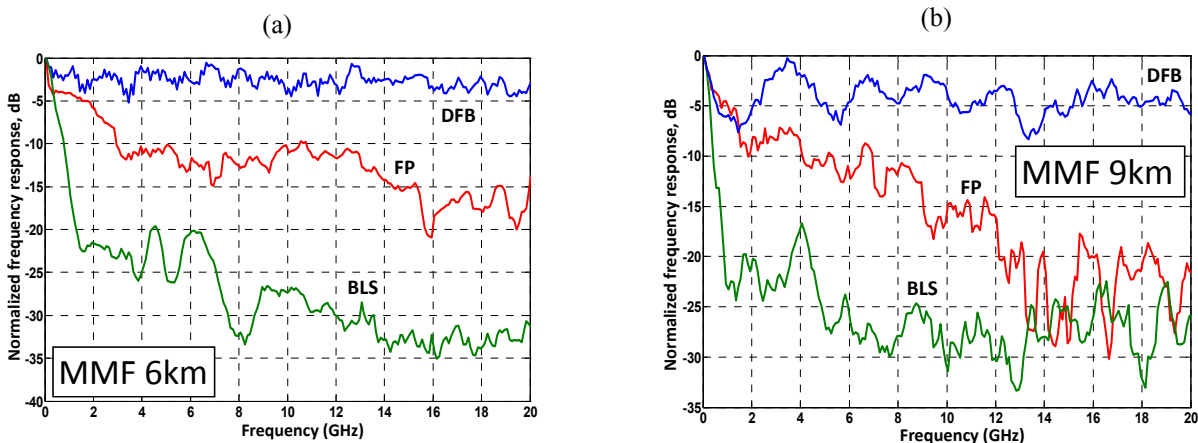 (a)
Normalized frequency response, dB
0
-5
-10
-15
-20
-25
-30
-35
-40
DFB
FP
BLS
MMF 6km
0 2 4 6 8 10 12 14 16 18 20
Frequency (GHz)
(b)
Normalized frequency response, dB
0
-5
-10
-15
-20
-25
-30
-35
DFB
FP
MMF 9km
BLS
0 2 4 6 8 10 12 14 16 18 20
Frequency (GHz)